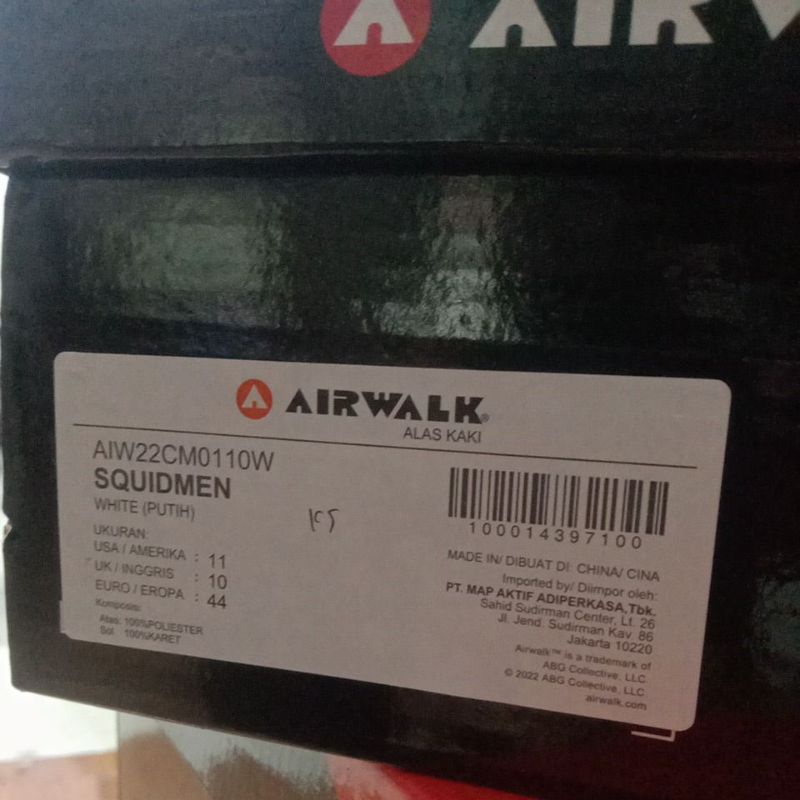 AIRW
AIRWALK®
ALAS KAKI
AIW22CM0110W
SQUIDMEN
WHITE (PUTIH)
UKURAN:
USA / AMERIKA : 11
UK / INGGRIS : 10
EURO / EROPA : 44
Komposisi:
Atas: 100%POLIESTER
Sol : 100%KARET
100014397100
MADE IN/ DIBUAT DI: CHINA/ CINA
Imported by/ Diimpor oleh:
PT. MAP AKTIF ADIPERKASA,Tbk.
Sahid Sudirman Center, Lt. 26
Jl. Jend. Sudirman Kav. 86
Jakarta 10220
Airwalk™ is a trademark of
ABG Collective, LLC
© 2022 ABG Collective, LLC
airwalk.com